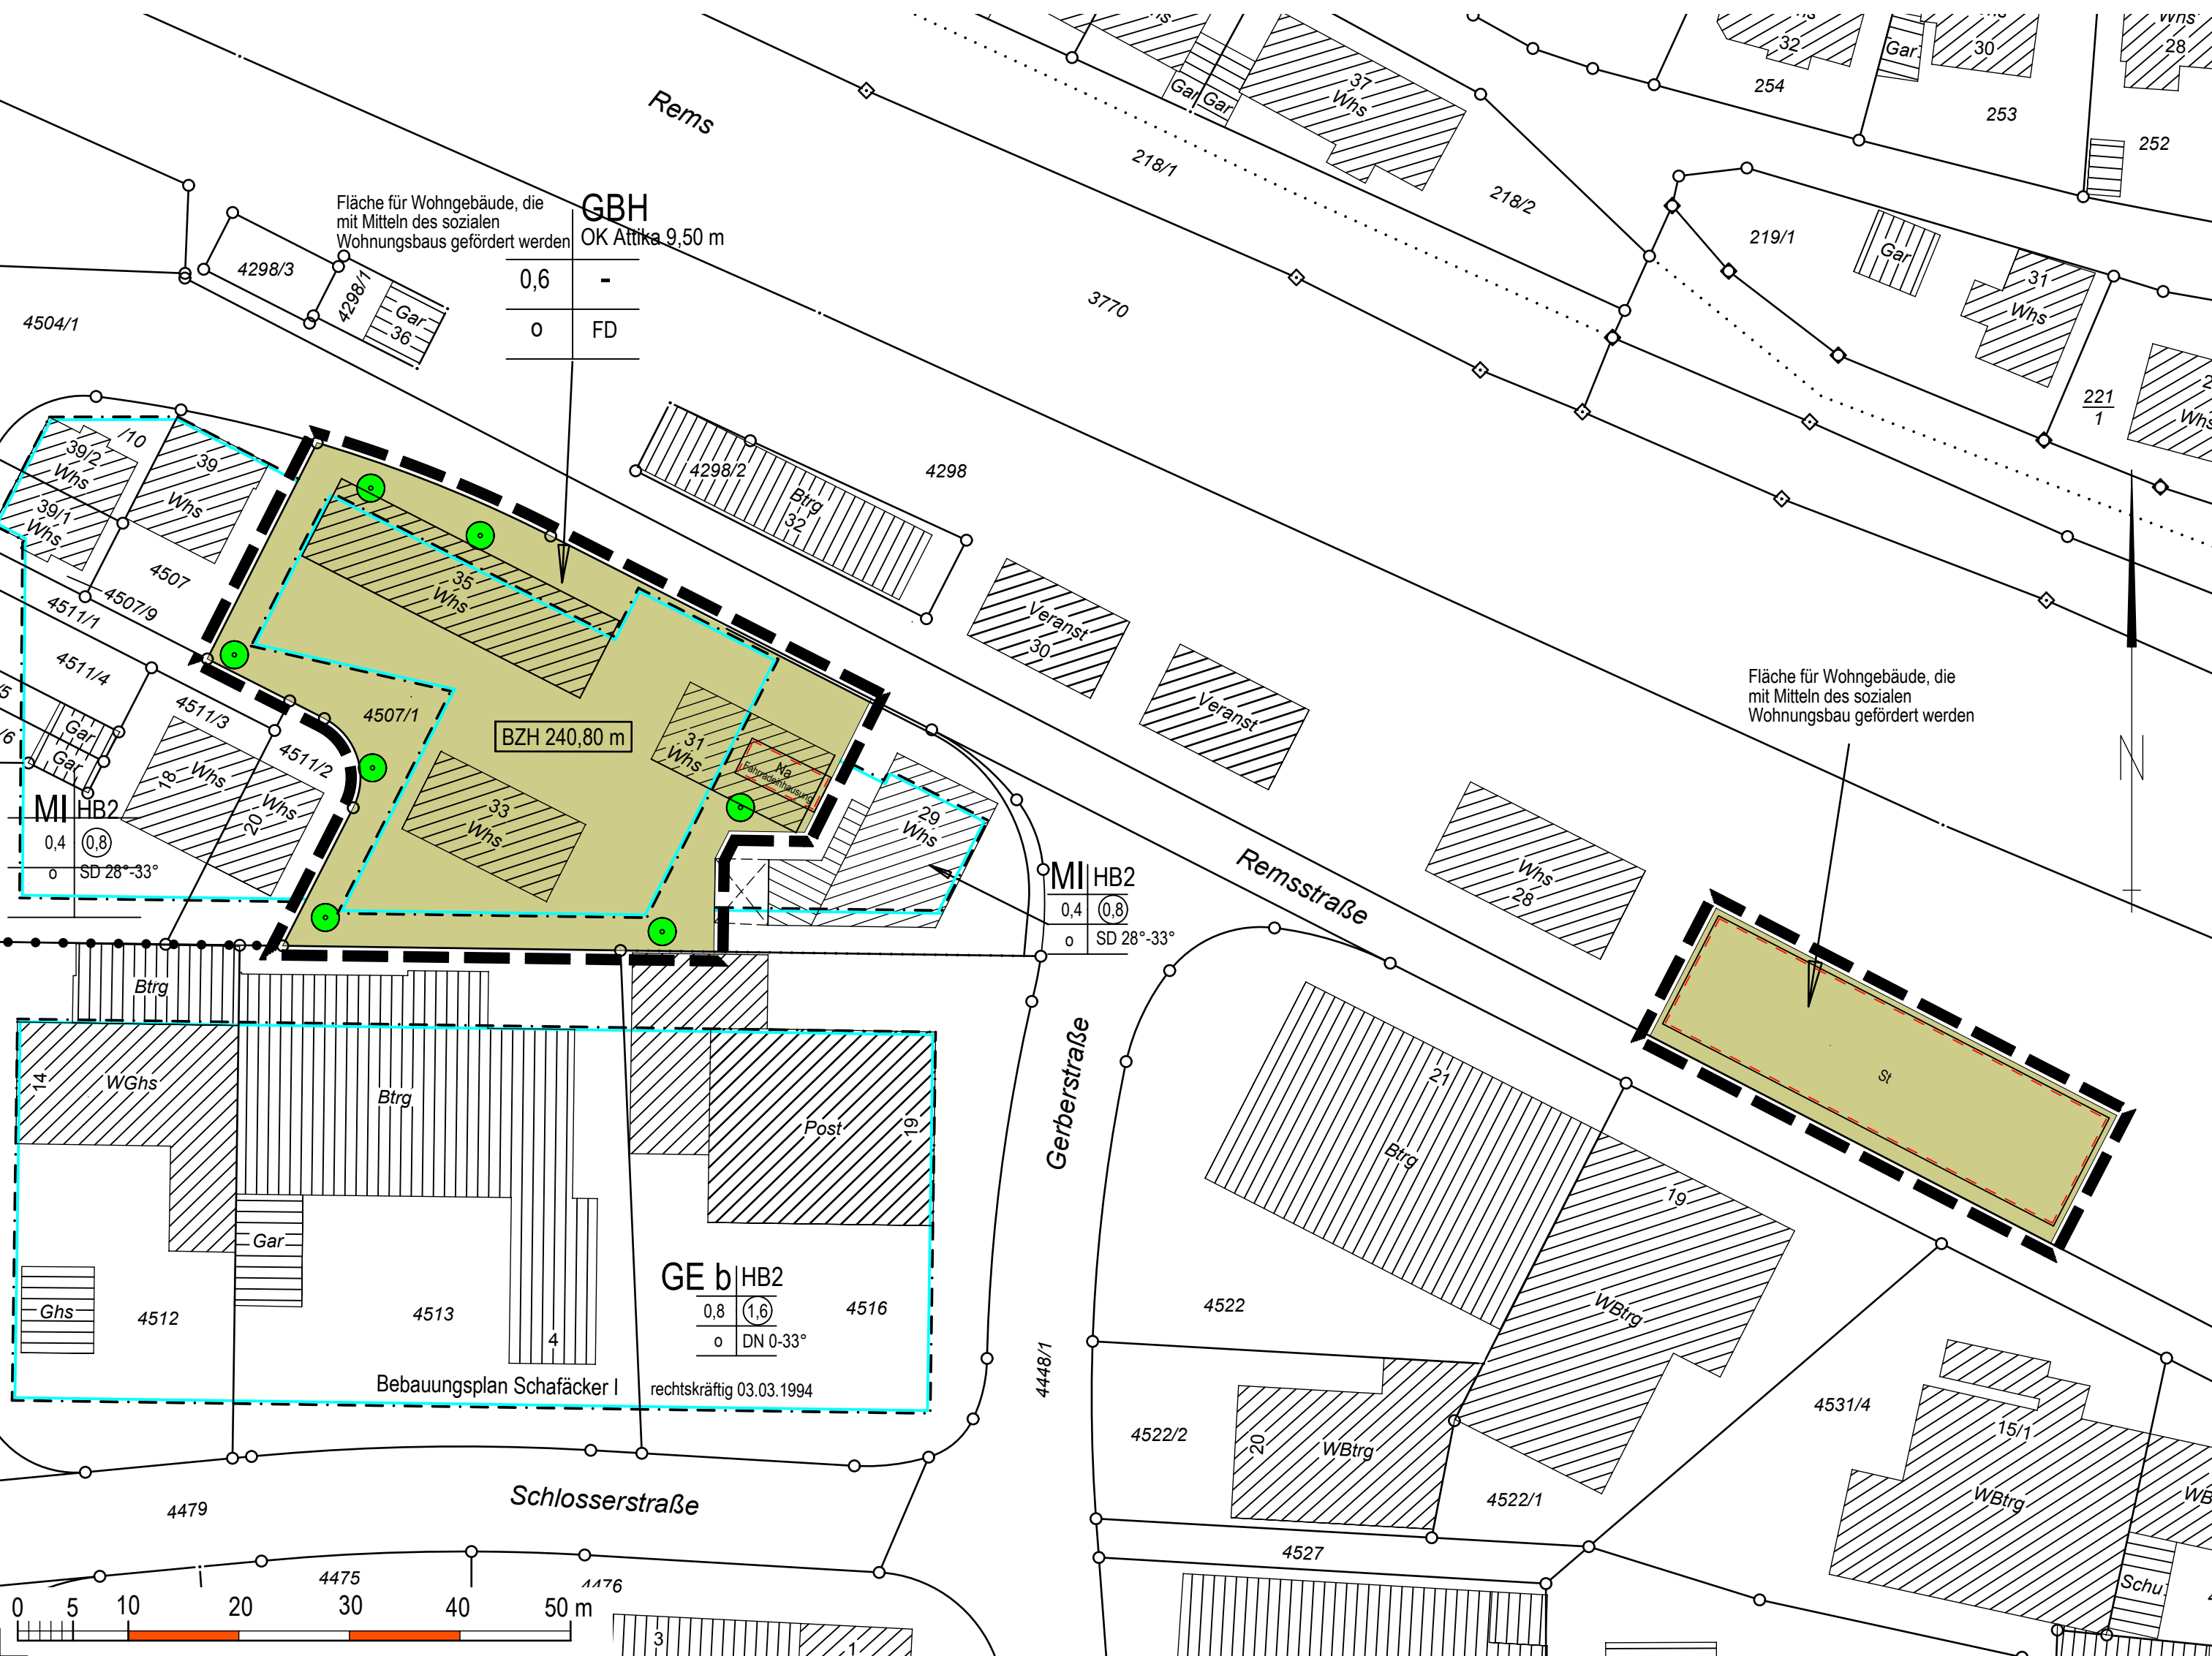 Rems
37
Whs
Gar
Gar
32
Gar
30
Whs
28
254
253
252
218/1
218/2
219/1
Gar
31
Whs
221
1
Whs
3770
Fläche für Wohngebäude, die
mit Mitteln des sozialen
Wohnungsbaus gefördert werden
GBH
OK Attika 9,50 m
0,6
-
o
FD
4298/3
4298/1
Gar
36
4504/1
4298/2
Btrg
32
4298
/10
39/2
Whs
39
Whs
39/1
Whs
4507
4507/9
4511/1
4511/4
4511/3
4511/2
/5
/6
Gar
Gar
18
Whs
Whs
20
MI
HB2
0,4
0,8
o
SD 28°-33°
35
Whs
4507/1
BZH 240,80 m
31
Whs
Na
Fahrradeinhausung
33
Whs
29
Whs
Veranst
30
Veranst
MI
HB2
0,4
0,8
o
SD 28°-33°
Remsstraße
Whs
28
Fläche für Wohngebäude, die
mit Mitteln des sozialen
Wohnungsbau gefördert werden
N
St
Btrg
14
WGhs
Btrg
Post
19
Gar
Ghs
4512
4513
4
GE b
HB2
0,8
1,6
o
DN 0-33°
4516
Bebauungsplan Schafäcker I
rechtskräftig 03.03.1994
Gerberstraße
4448/1
21
Btrg
19
WBtrg
4522
4522/2
20
WBtrg
4522/1
4527
4531/4
15/1
WBtrg
Schu
4479
Schlosserstraße
4475
4476
0
5
10
20
30
40
50 m
3
1